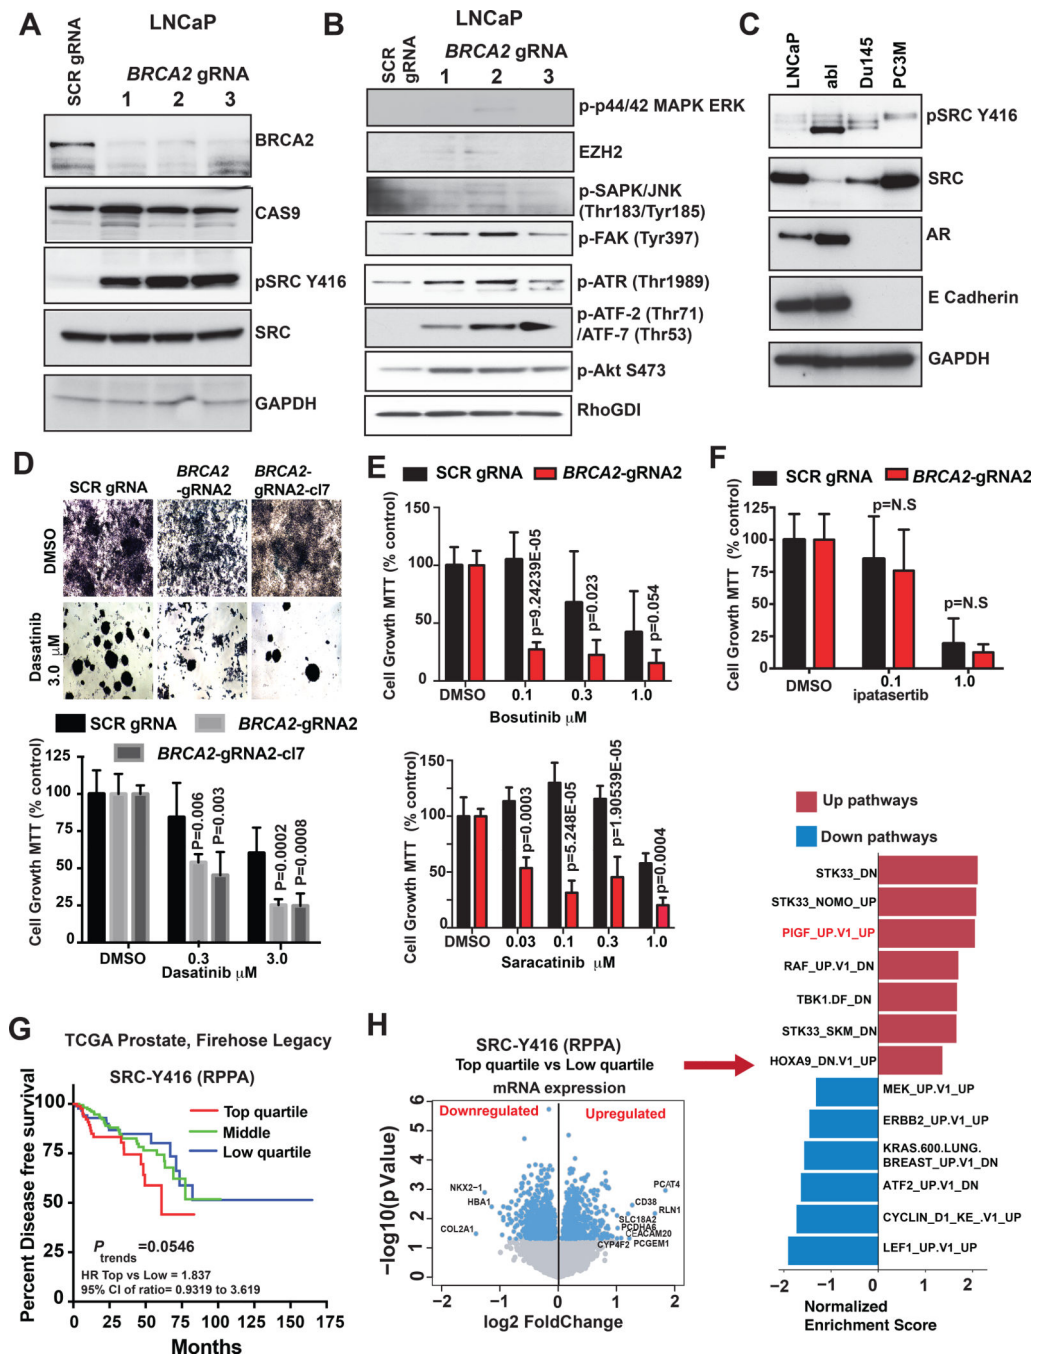 A
LNCaP
SCR gRNA
BRCA2 gRNA
1 2 3
BRCA2
CAS9
pSRC Y416
SRC
GAPDH
B
LNCaP
SCR gRNA
BRCA2 gRNA
1 2 3
p-p44/42 MAPK ERK
EZH2
p-SAPK/JNK
(Thr183/Tyr185)
p-FAK (Tyr397)
p-ATR (Thr1989)
p-ATF-2 (Thr71)
/ATF-7 (Thr53)
p-Akt S473
RhoGDI
C
LNCaP
abl
Du145
PC3M
pSRC Y416
SRC
AR
E Cadherin
GAPDH
D
SCR gRNA
BRCA2
-gRNA2
BRCA2-
gRNA2-cl7
DMSO
Dasatinib
3.0 μM
SCR gRNA
BRCA2-gRNA2
BRCA2-gRNA2-cl7
Cell Growth MTT (% control)
125
100
75
50
25
0
P=0.006
P=0.003
P=0.0002
P=0.0008
DMSO 0.3 3.0
Dasatinib μM
E
SCR gRNA
BRCA2-gRNA2
Cell Growth MTT (% control)
150
100
50
0
p=9.24239E-05
p=0.023
p=0.054
DMSO 0.1 0.3 1.0
Bosutinib μM
Cell Growth MTT (% control)
150
100
50
0
p=0.0003
p=5.248E-05
p=1.90539E-05
p=0.0004
DMSO 0.03 0.1 0.3 1.0
Saracatinib μM
F
SCR gRNA
BRCA2-gRNA2
Cell Growth MTT (% control)
125
100
75
50
25
0
p=N.S
p=N.S
DMSO 0.1 1.0
ipatasertib
G
TCGA Prostate, Firehose Legacy
SRC-Y416 (RPPA)
Percent Disease free survival
100
75
50
25
0
Top quartile
Middle
Low quartile
Ptrends=0.0546
HR Top vs Low = 1.837
95% CI of ratio= 0.9319 to 3.619
0 25 50 75 100 125 150 175
Months
H
SRC-Y416 (RPPA)
Top quartile vs Low quartile
mRNA expression
Downregulated
Upregulated
−log10(pValue)
6
5
4
3
2
1
0
NKX2−1
HBA1
COL2A1
PCAT4
CD38
RLN1
SLC18A2
PCDHA6
CEACAM20
CYP4F2
PCGEM1
−2 −1 0 1 2
log2 FoldChange
Up pathways
Down pathways
STK33_DN
STK33_NOMO_UP
PIGF_UP.V1_UP
RAF_UP.V1_DN
TBK1.DF_DN
STK33_SKM_DN
HOXA9_DN.V1_UP
MEK_UP.V1_UP
ERBB2_UP.V1_UP
KRAS.600.LUNG.
BREAST_UP.V1_DN
ATF2_UP.V1_DN
CYCLIN_D1_KE_.V1_UP
LEF1_UP.V1_UP
−2 −1 0 1 2
Normalized
Enrichment Score